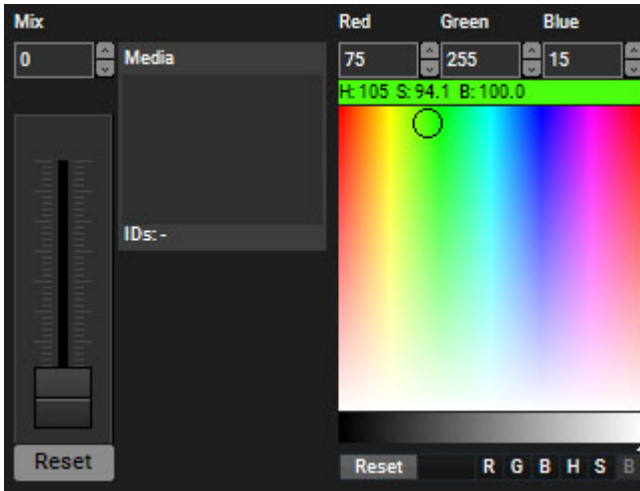 Mix
0
Media
IDs: -
Reset
Red Green Blue
75 255 15
H: 105 S: 94.1 B: 100.0
Reset R G B H S B